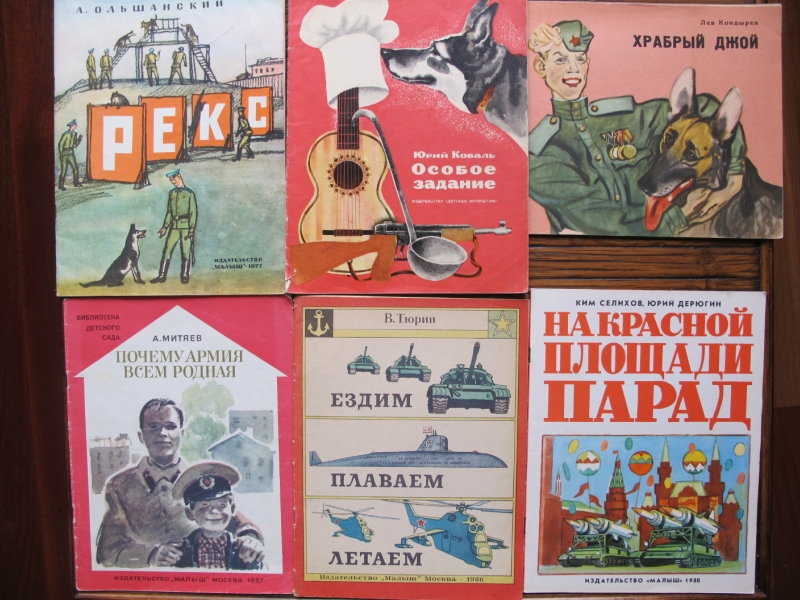 А. ОЛЬШАНСКИЙ
РЕКС
ИЗДАТЕЛЬСТВО
"МАЛЫШ"-1977
Юрий Коваль
Особое
задание
ИЗДАТЕЛЬСТВО «ДЕТСКАЯ ЛИТЕРАТУРА»
Лев Кондырев
ХРАБРЫЙ ДЖОЙ
БИБЛИОТЕКА
ДЕТСКОГО
САДА
А. МИТЯЕВ
ПОЧЕМУ АРМИЯ
ВСЕМ РОДНАЯ
ИЗДАТЕЛЬСТВО „МАЛЫШ" МОСКВА 1987
В. Тюрин
ЕЗДИМ
ПЛАВАЕМ
ЛЕТАЕМ
Издательство „Малыш" Москва - 1986
КИМ СЕЛИХОВ, ЮРИЙ ДЕРЮГИН
НА КРАСНОЙ
ПЛОЩАДИ
ПАРАД
ИЗДАТЕЛЬСТВО «МАЛЫШ» 1980